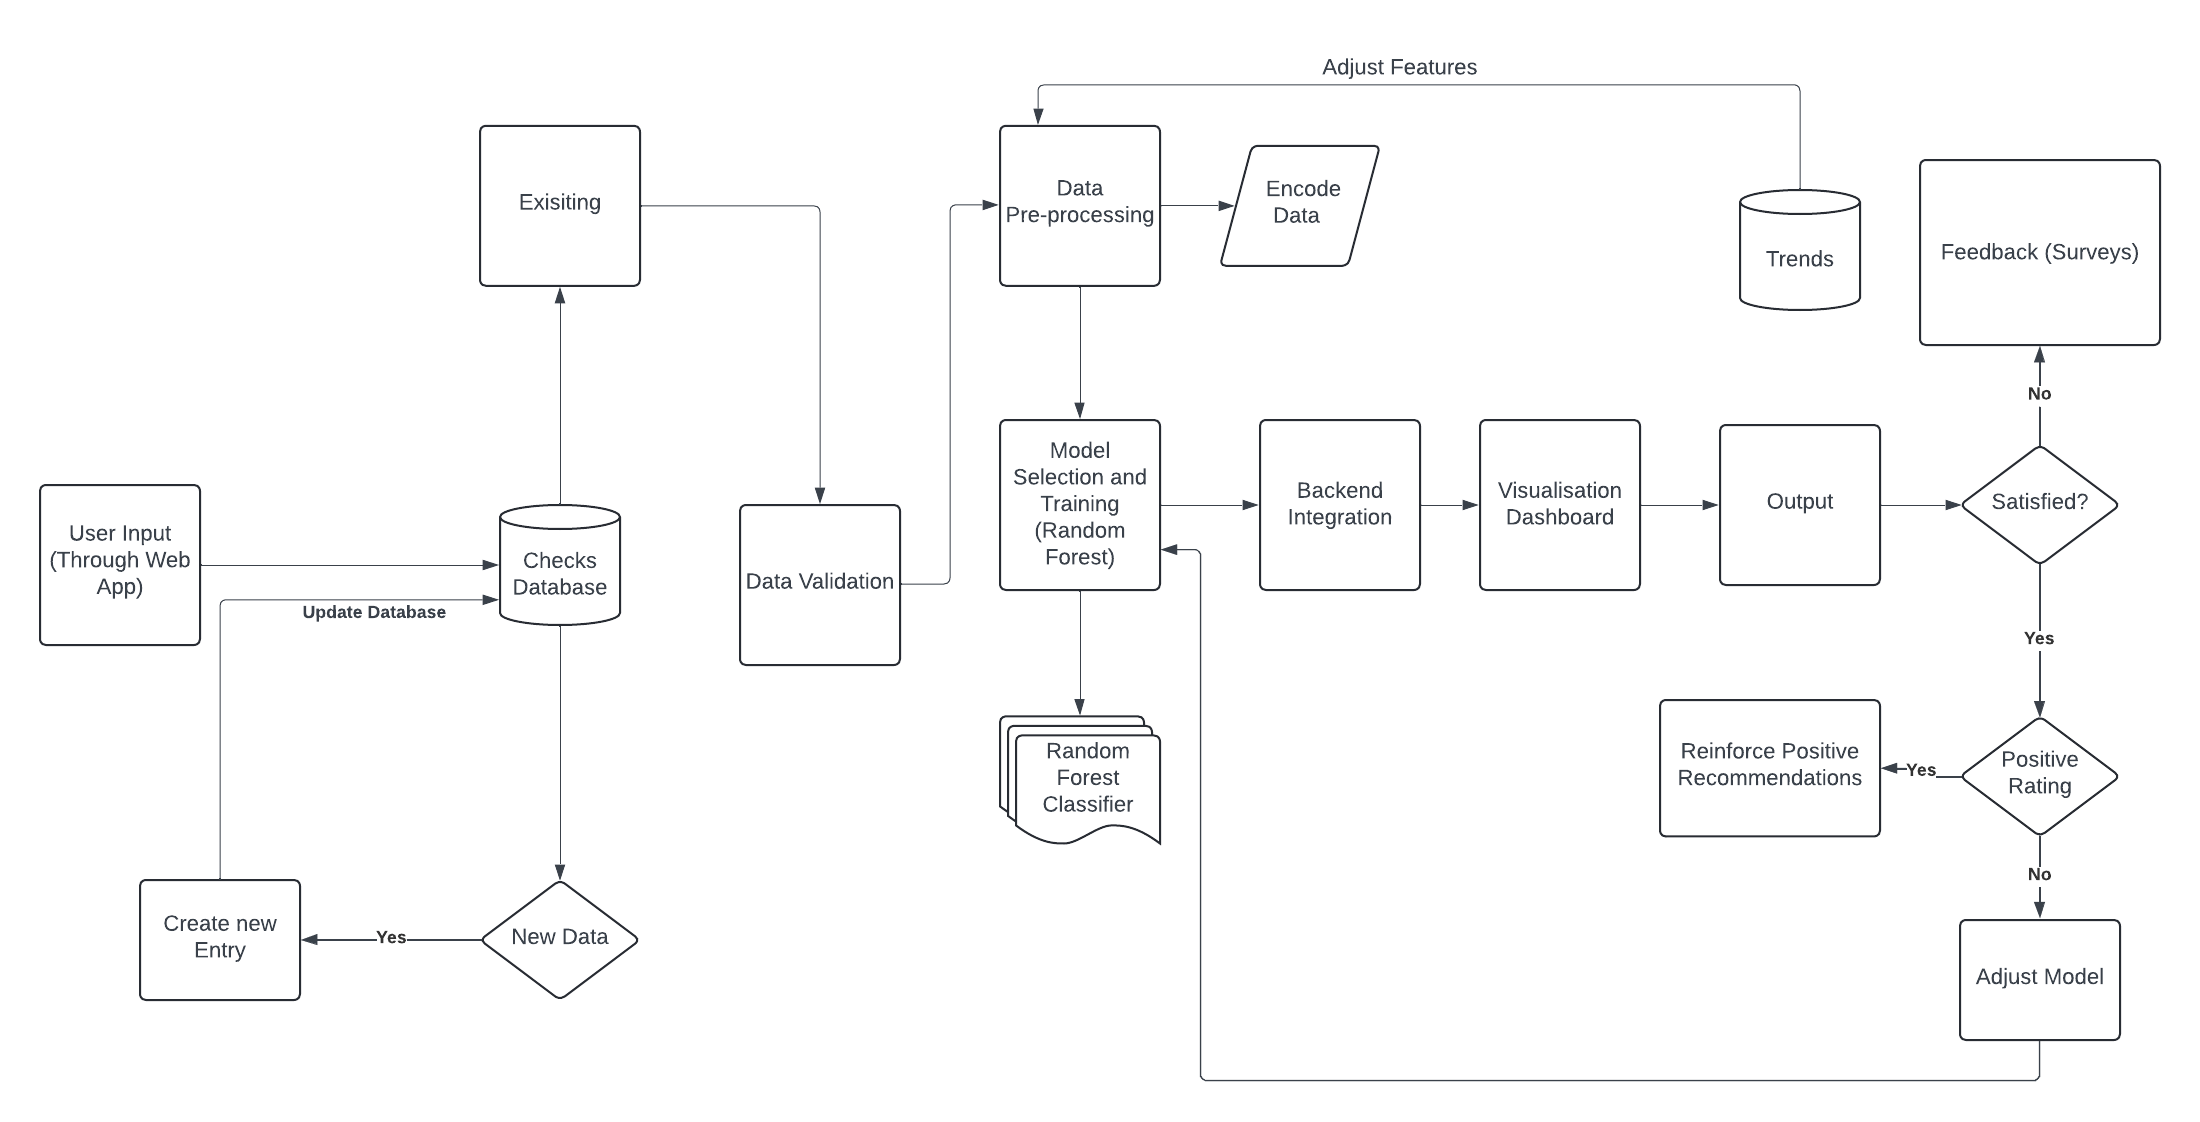 Adjust Features
Exisiting
Data
Pre-processing
Encode
Data
Trends
Feedback (Surveys)
No
User Input
(Through Web
App)
Checks
Database
Update Database
Data Validation
Model
Selection and
Training
(Random
Forest)
Backend
Integration
Visualisation
Dashboard
Output
Satisfied?
Yes
Random
Forest
Classifier
Reinforce Positive
Recommendations
Yes
Positive
Rating
No
Create new
Entry
Yes
New Data
Adjust Model